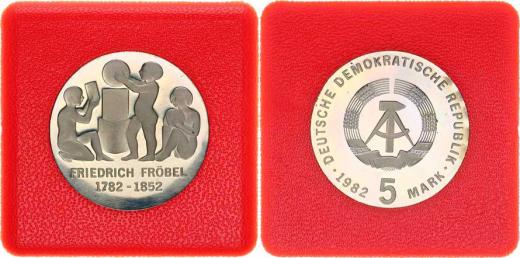 FRIEDRICH FRÖBEL
1782 - 1852
DEUTSCHE DEMOKRATISCHE REPUBLIK
· 1982 5 MARK ·